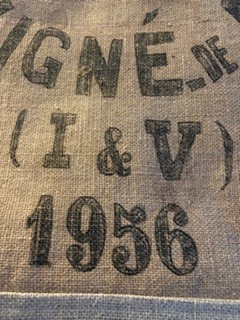 IGNÉ-DE
(I & V)
1956